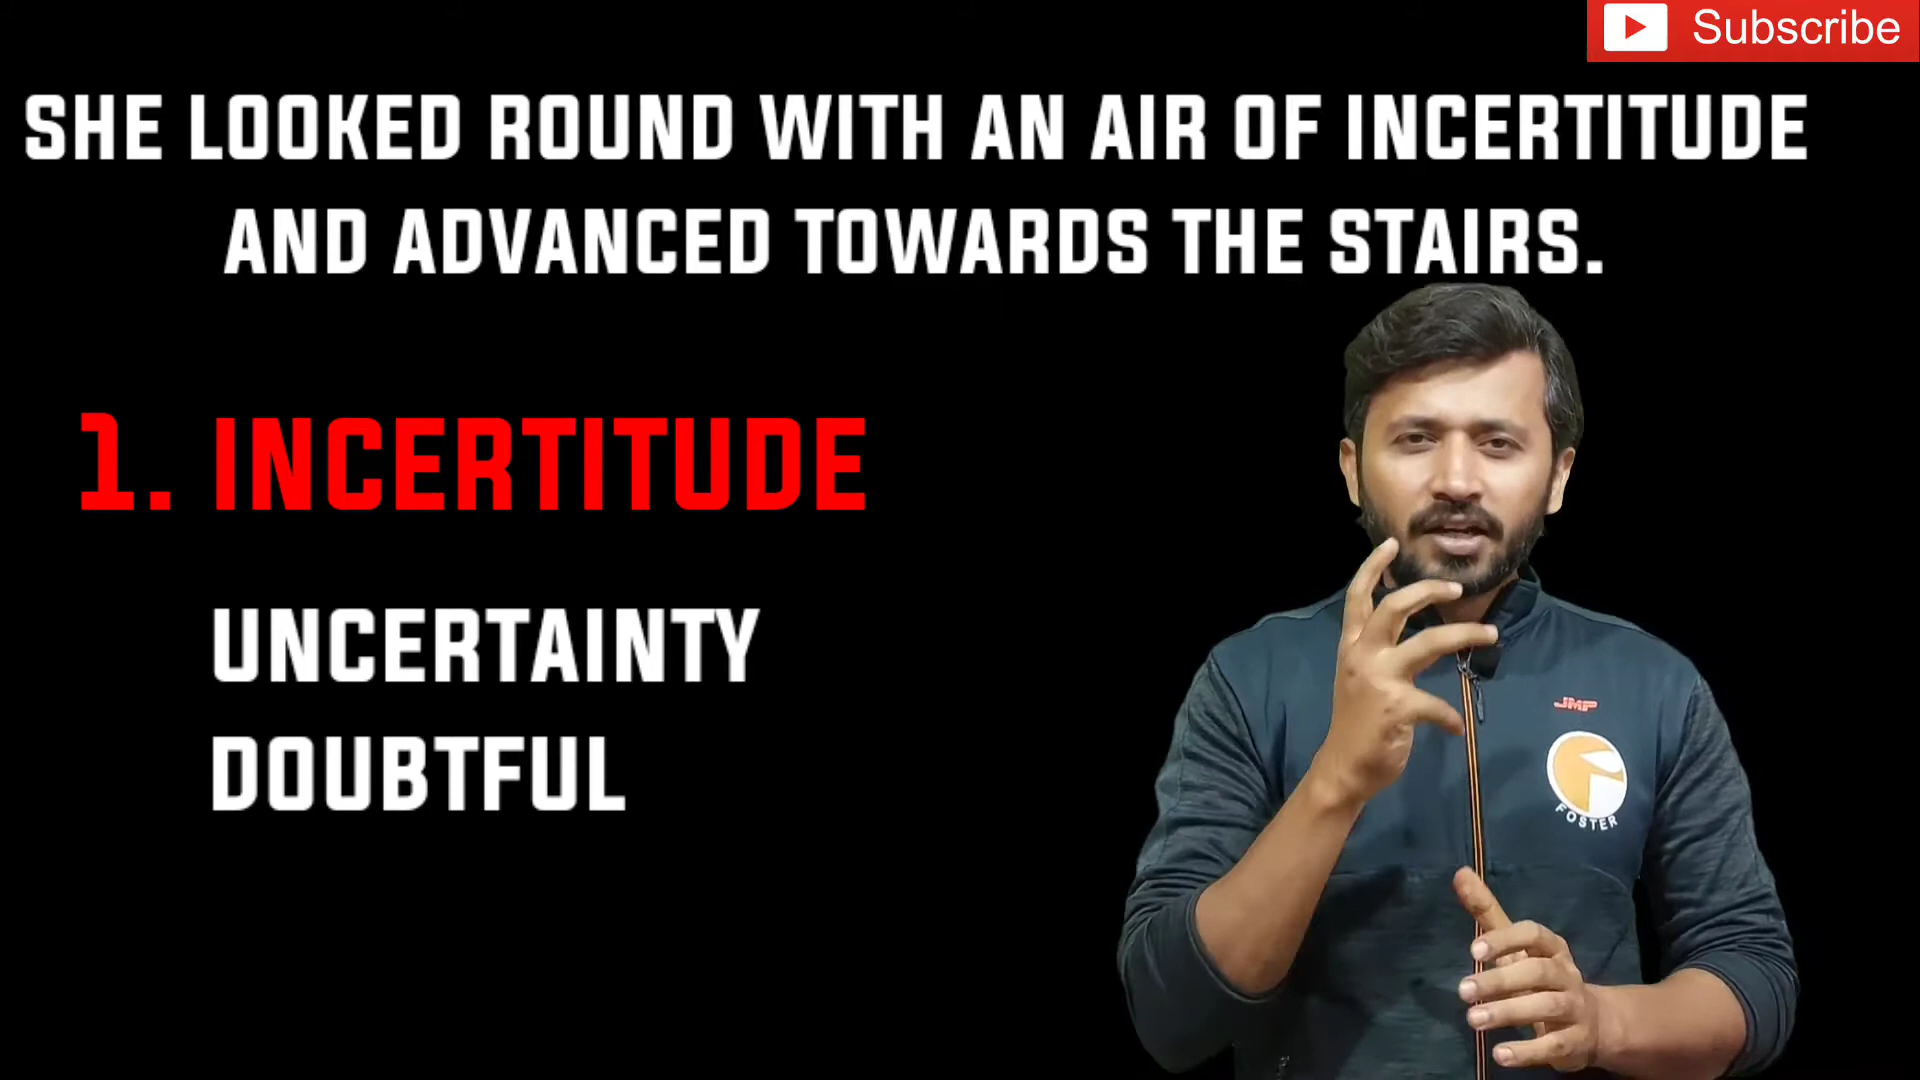 Subscribe
SHE LOOKED ROUND WITH AN AIR OF INCERTITUDE
AND ADVANCED TOWARDS THE STAIRS.
1. INCERTITUDE
UNCERTAINTY
DOUBTFUL
JMP
FOSTER